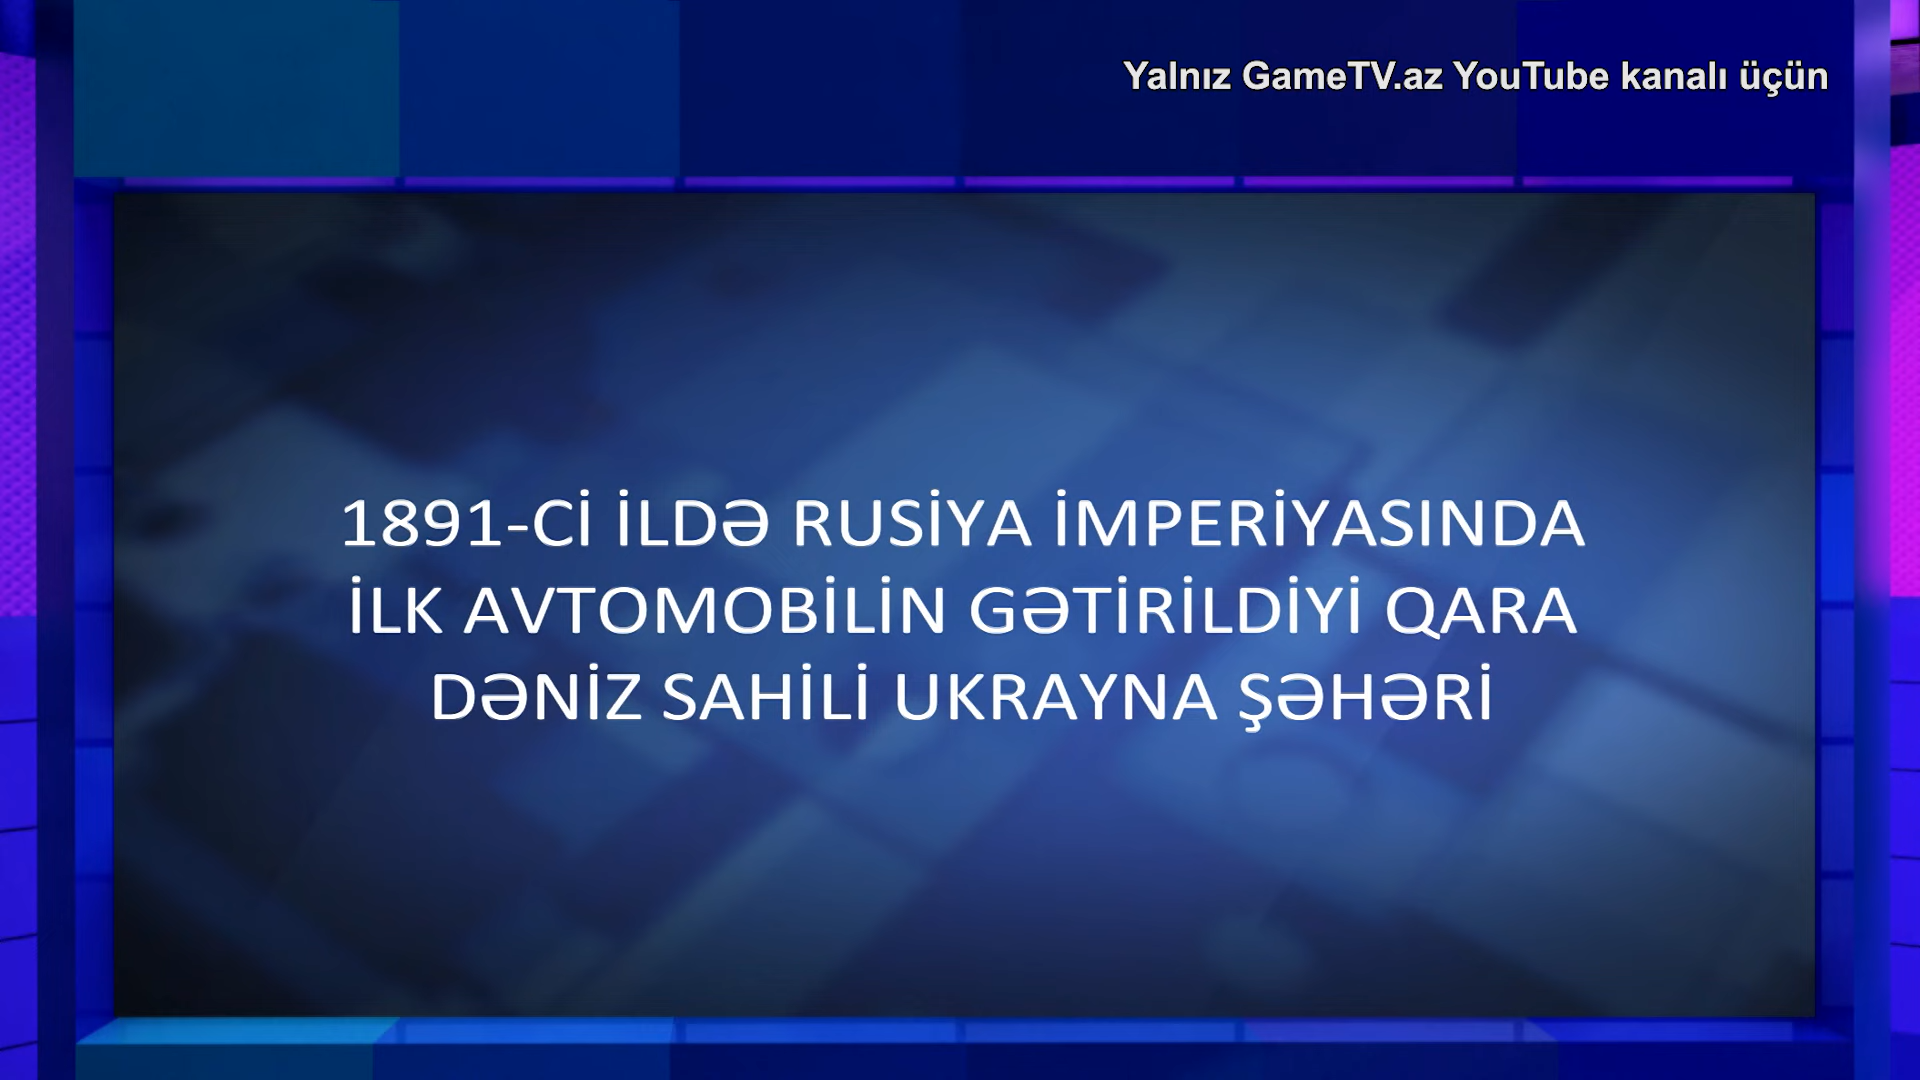 Yalnız GameTV.az YouTube kanalı üçün
1891-Cİ İLDƏ RUSİYA İMPERİYASINDA
İLK AVTOMOBİLİN GƏTİRİLDİYİ QARA
DƏNİZ SAHİLİ UKRAYNA ŞƏHƏRİ